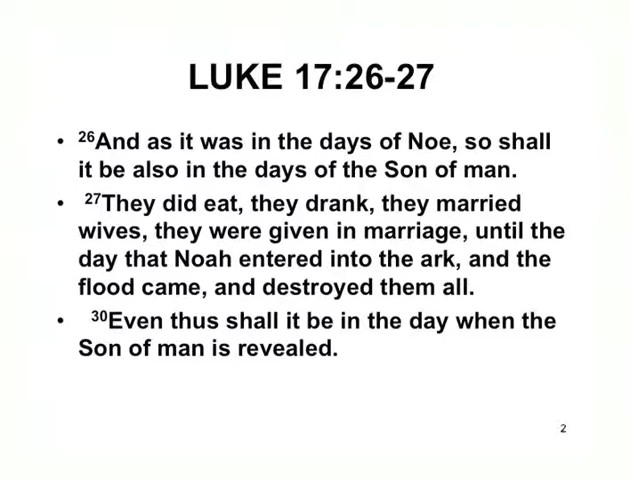 LUKE 17:26-27
• 26And as it was in the days of Noe, so shall
it be also in the days of the Son of man.
• 27They did eat, they drank, they married
wives, they were given in marriage, until the
day that Noah entered into the ark, and the
flood came, and destroyed them all.
• 30Even thus shall it be in the day when the
Son of man is revealed.
2